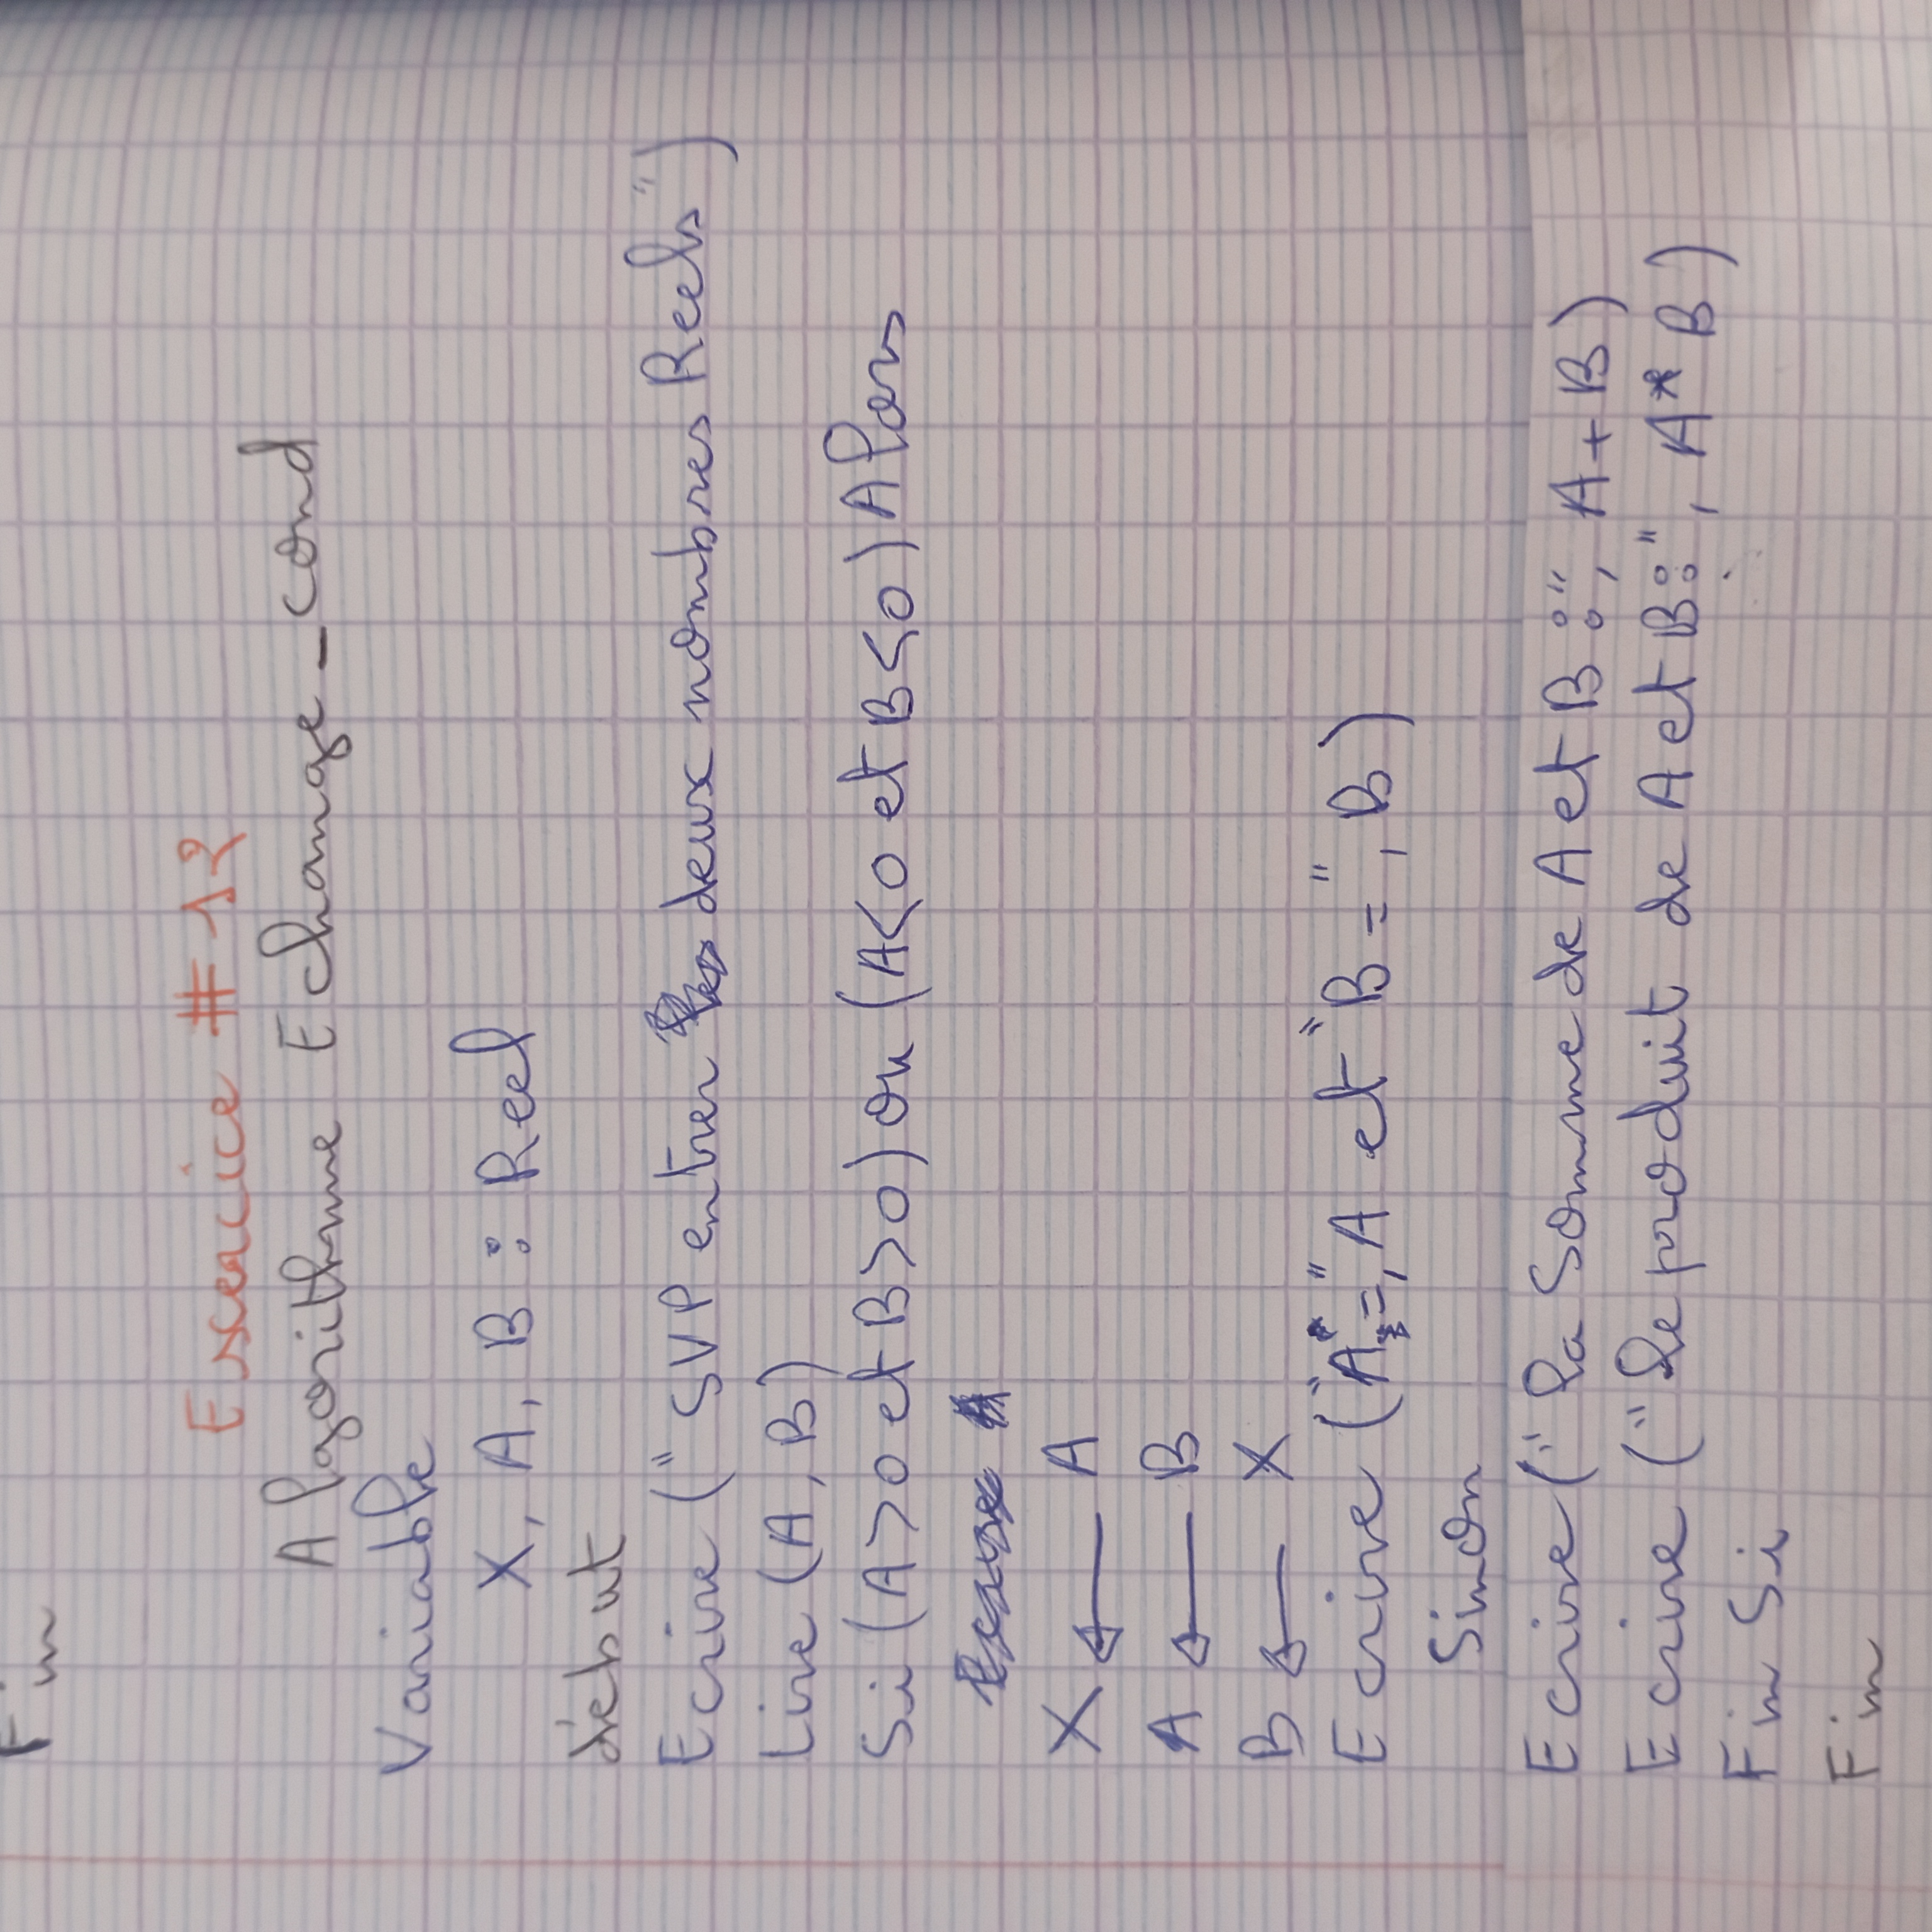 Fin
Exercice #12
Algorithme Echange_cond
Variable
X, A, B : Reel
début
Ecrire ("SVP entrer deux nombres Reels")
Lire (A, B)
Si (A>0 et B>0) ou (A<0 et B<0) Alors
X ← A
A ← B
B ← X
Ecrire ("A=", A et "B=", B)
Sinon
Ecrire ("la Somme de A et B:", A+B)
Ecrire ("le produit de A et B:", A*B)
Fin Si
Fin